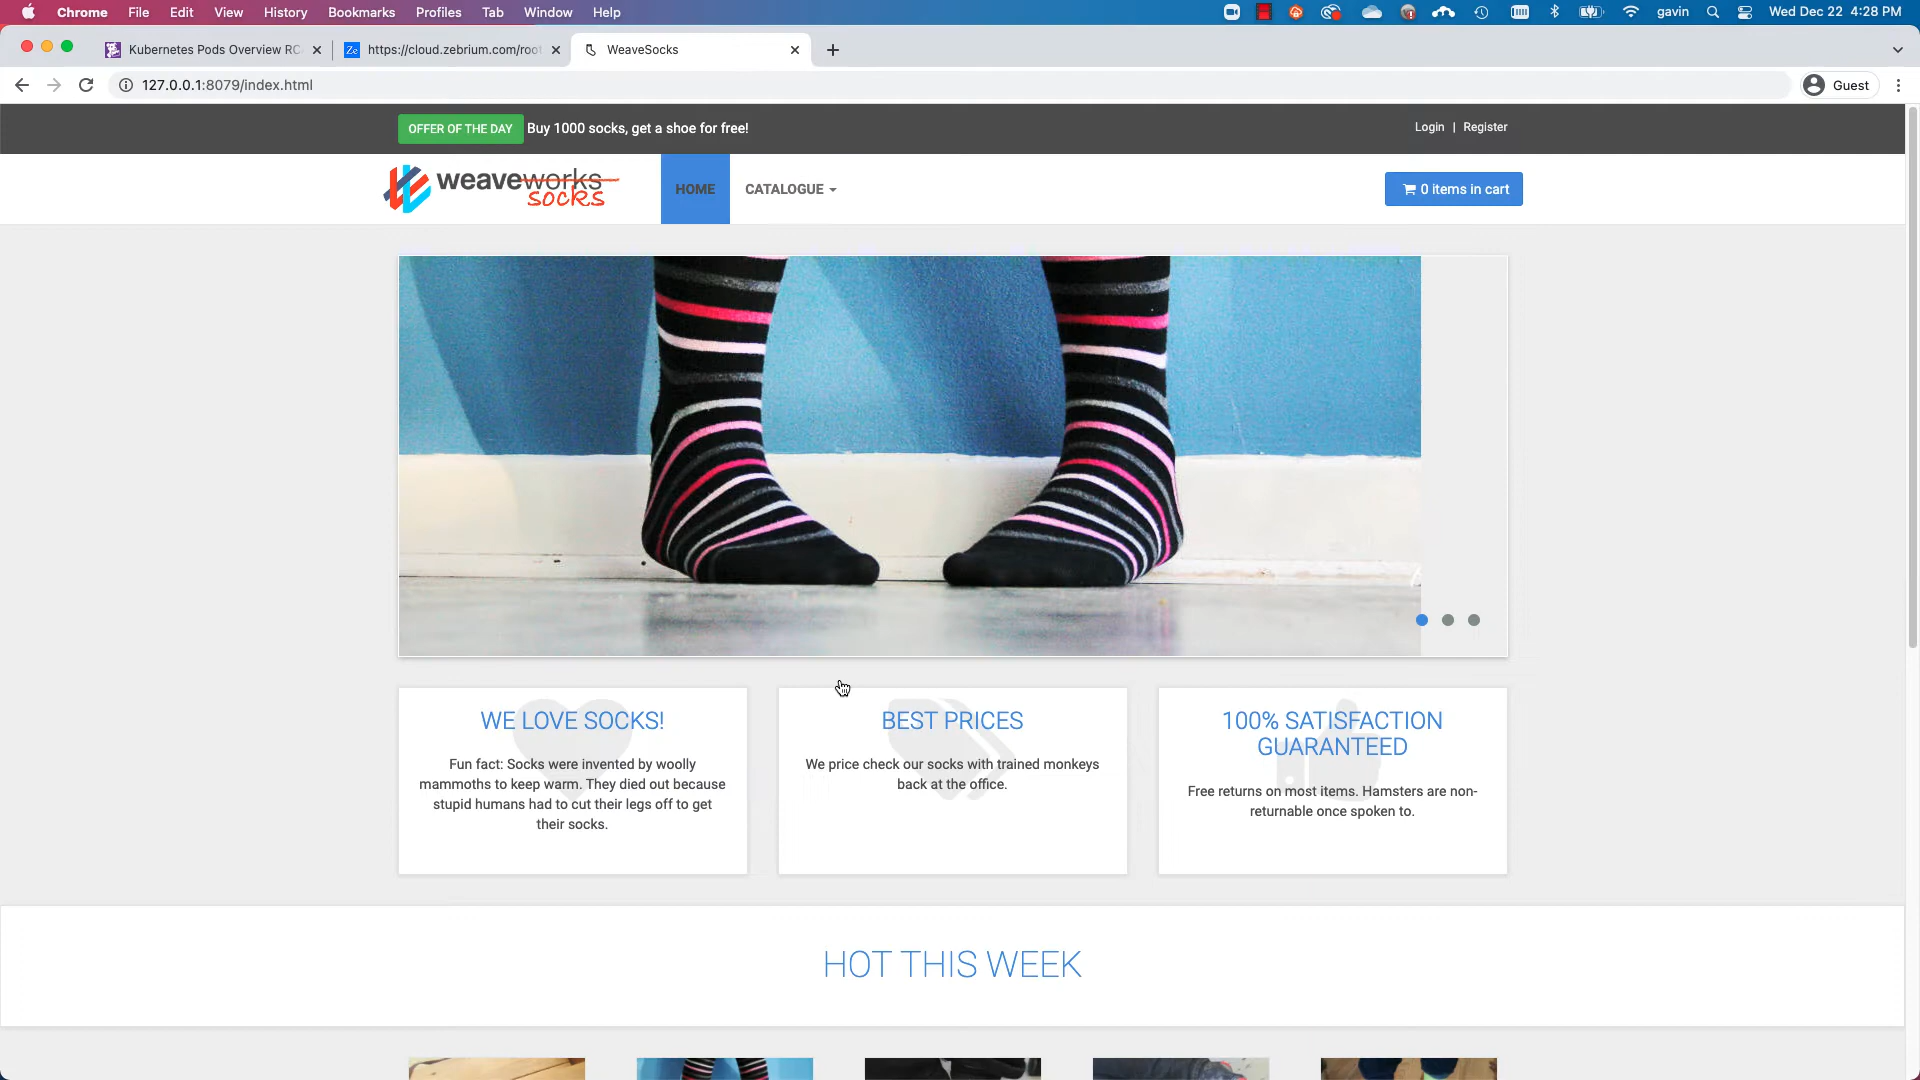 Chrome File Edit View History Bookmarks Profiles Tab Window Help gavin Wed Dec 22 4:28 PM
Kubernetes Pods Overview RC https://cloud.zebrium.com/root WeaveSocks
127.0.0.1:8079/index.html Guest
OFFER OF THE DAY Buy 1000 socks, get a shoe for free! Login | Register
weaveworks
socks
HOME CATALOGUE 0 items in cart
WE LOVE SOCKS!
Fun fact: Socks were invented by woolly
mammoths to keep warm. They died out because
stupid humans had to cut their legs off to get
their socks.
BEST PRICES
We price check our socks with trained monkeys
back at the office.
100% SATISFACTION
GUARANTEED
Free returns on most items. Hamsters are non-
returnable once spoken to.
HOT THIS WEEK